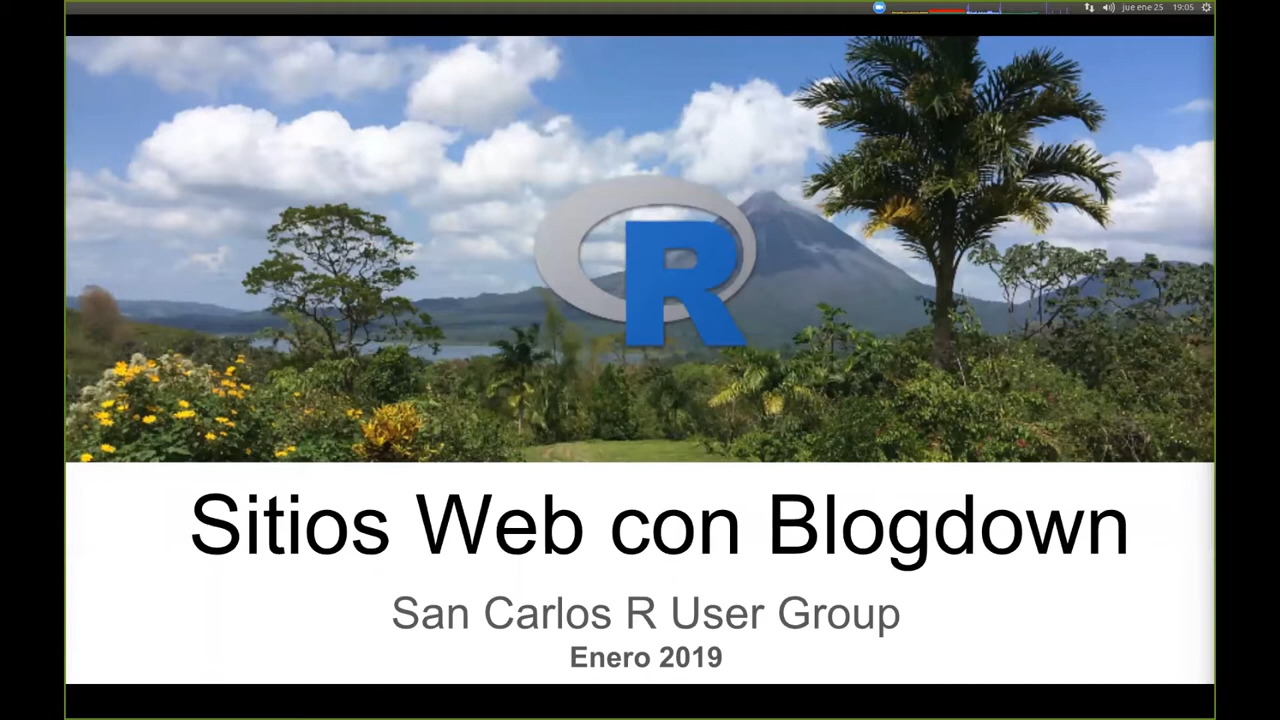 jue ene 25 19:05
R
Sitios Web con Blogdown
San Carlos R User Group
Enero 2019